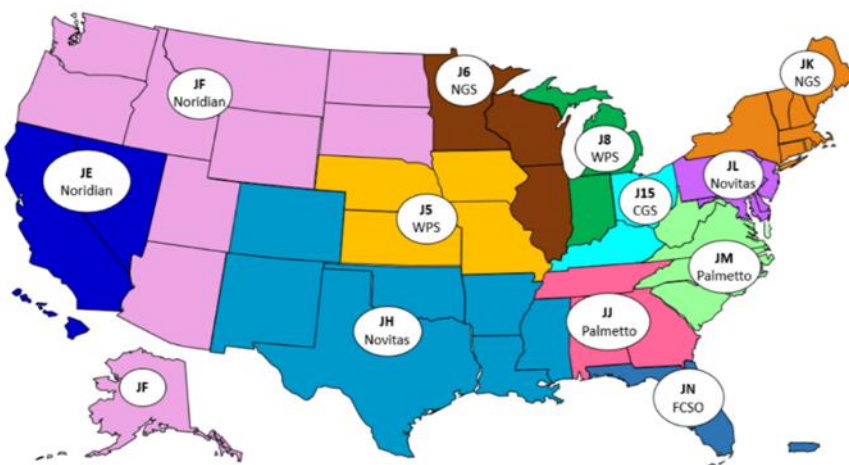 JF
Noridian
J6
NGS
JK
NGS
J8
WPS
JE
Noridian
JL
Novitas
J15
CGS
J5
WPS
JM
Palmetto
JH
Novitas
JJ
Palmetto
JF
JN
FCSO